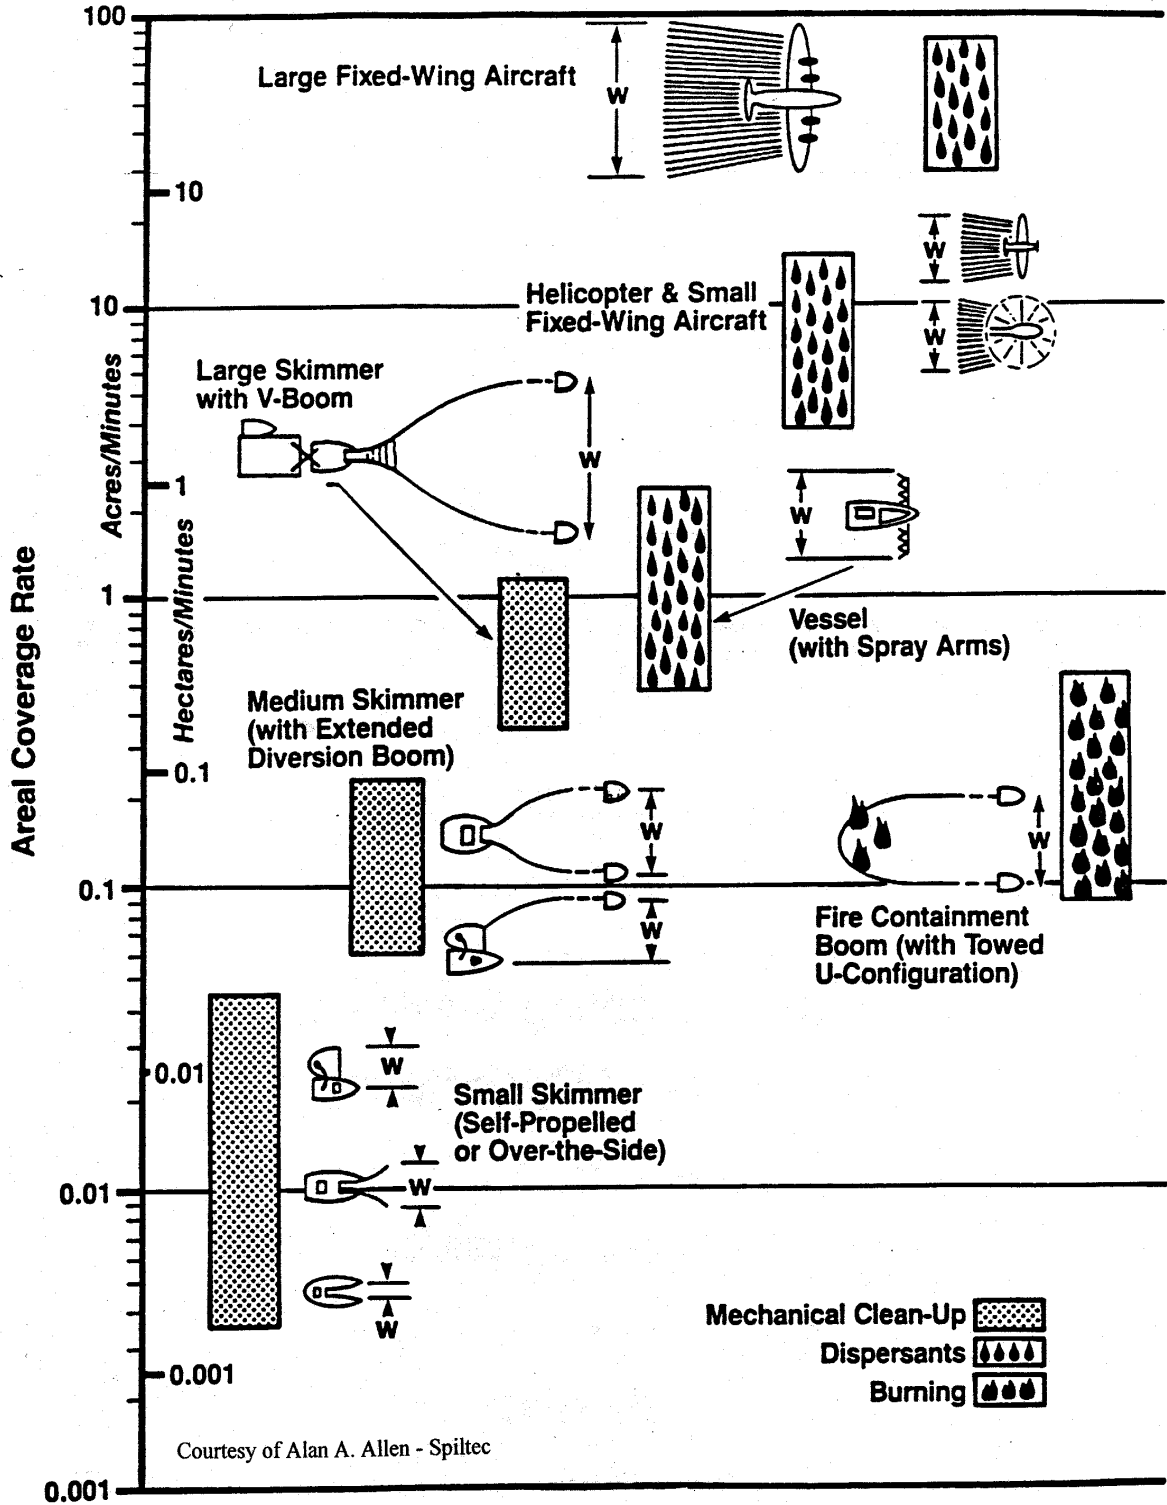 100
Large Fixed-Wing Aircraft
W
10
W
Helicopter & Small
Fixed-Wing Aircraft
10
W
Acres/Minutes
Large Skimmer
with V-Boom
W
1
W
Hectares/Minutes
Areal Coverage Rate
1
Vessel
(with Spray Arms)
Medium Skimmer
(with Extended
Diversion Boom)
0.1
W
W
0.1
W
Fire Containment
Boom (with Towed
U-Configuration)
W
0.01
Small Skimmer
(Self-Propelled
or Over-the-Side)
0.01
W
W
Mechanical Clean-Up
Dispersants
Burning
0.001
Courtesy of Alan A. Allen - Spiltec
0.001